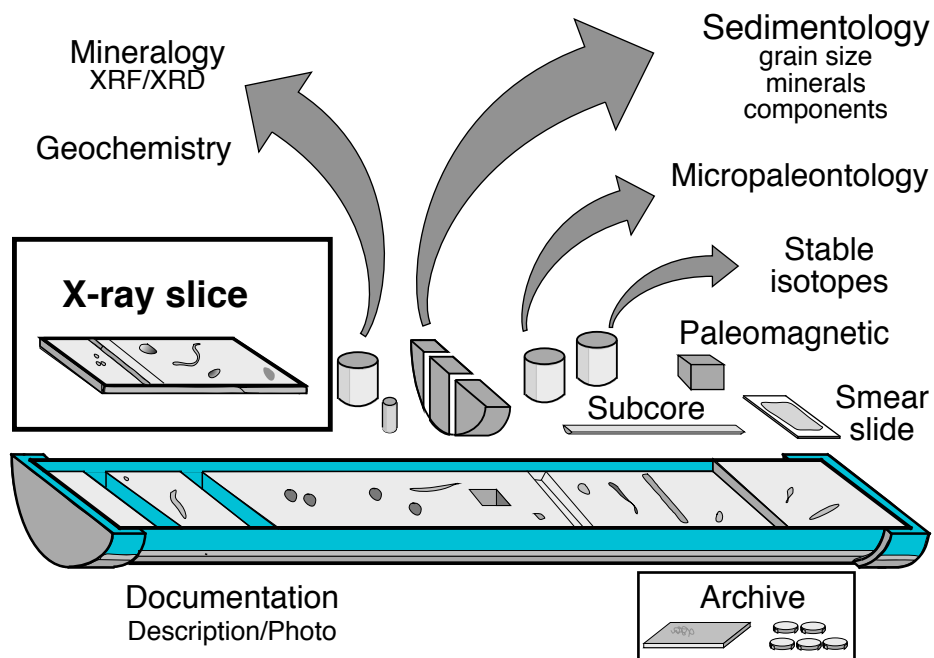 Mineralogy
XRF/XRD
Geochemistry
Sedimentology
grain size
minerals
components
Micropaleontology
Stable
isotopes
X-ray slice
Paleomagnetic
Subcore
Smear
slide
Documentation
Description/Photo
Archive